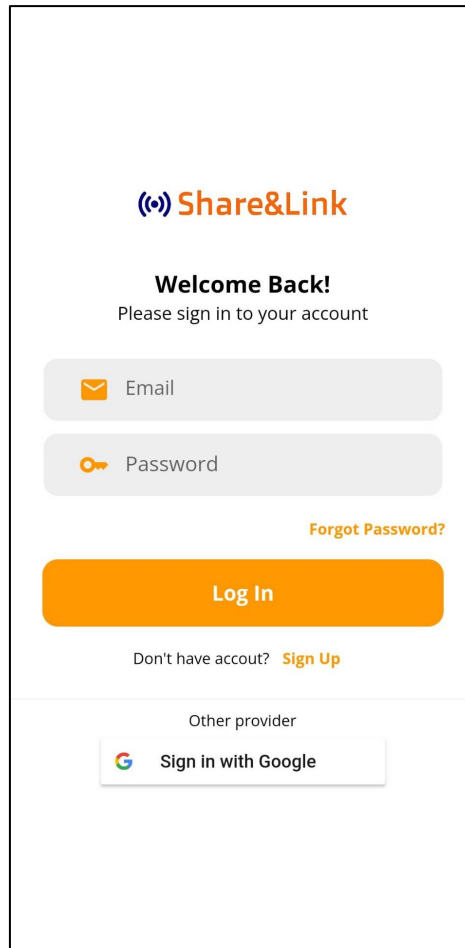 Share&Link
Welcome Back!
Please sign in to your account
Email
Password
Forgot Password?
Log In
Don't have accout? Sign Up
Other provider
Sign in with Google